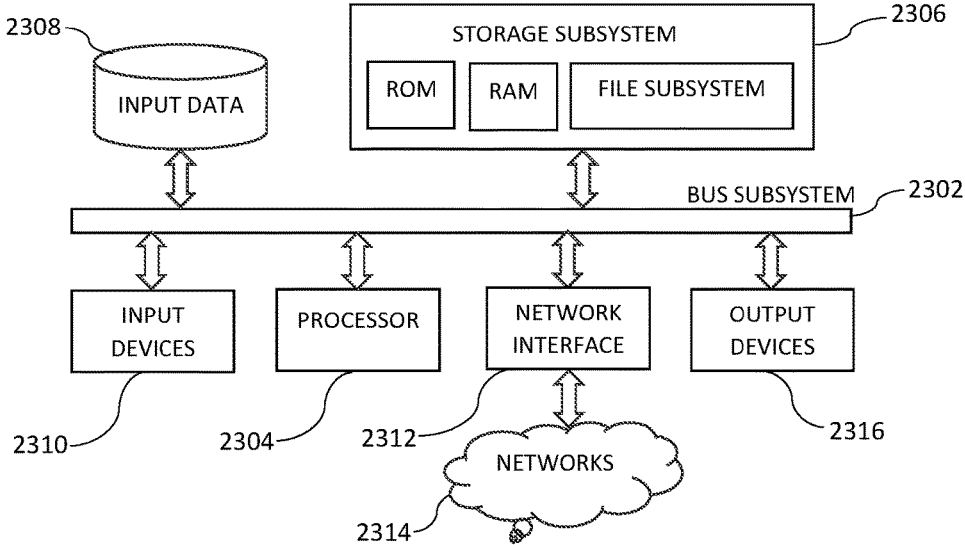 2308
2306
STORAGE SUBSYSTEM
INPUT DATA
ROM
RAM
FILE SUBSYSTEM
BUS SUBSYSTEM
2302
INPUT
DEVICES
PROCESSOR
NETWORK
INTERFACE
OUTPUT
DEVICES
2310
2304
2312
2316
NETWORKS
2314